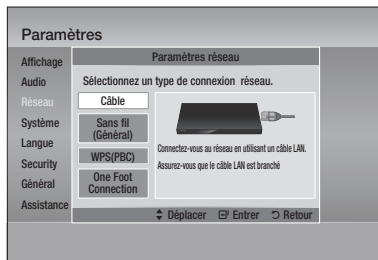 Paramètres
Affichage
Audio
Réseau
Système
Langue
Security
Général
Assistance
Paramètres réseau
Sélectionnez un type de connexion réseau.
Câble
Sans fil
(Général)
WPS(PBC)
One Foot
Connection
Connectez-vous au réseau en utilisant un câble LAN.
Assurez-vous que le câble LAN est branché
Déplacer Entrer Retour